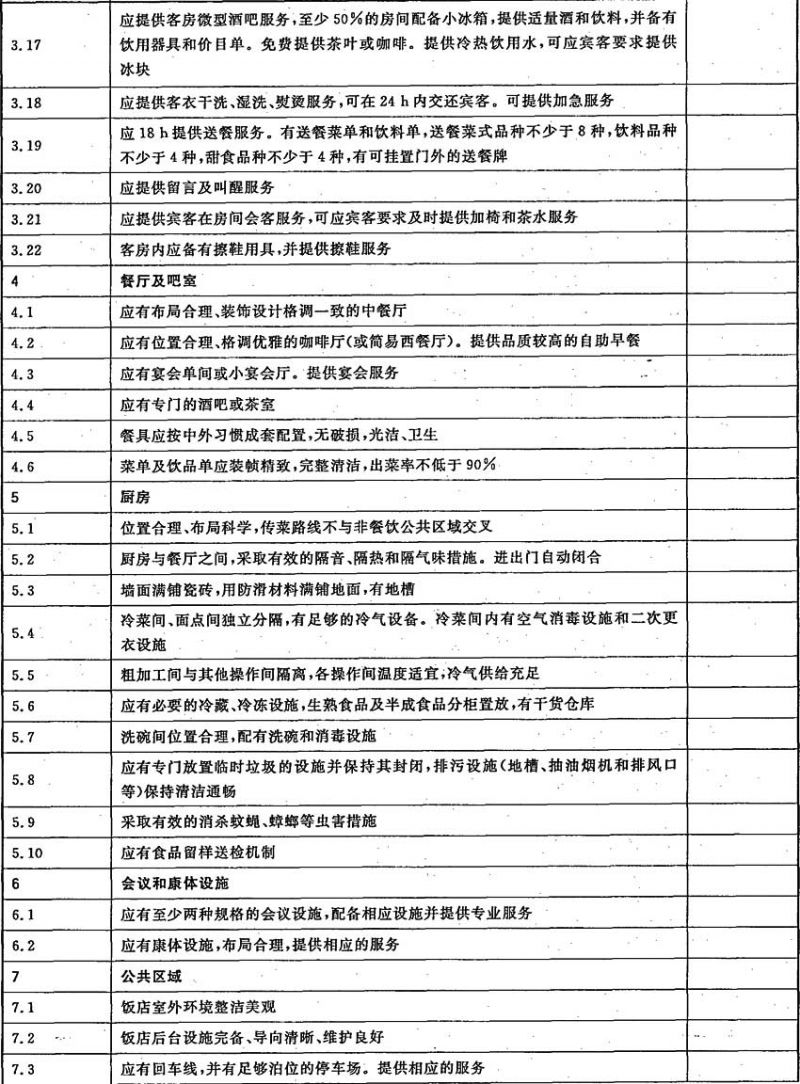 3.17
应提供客房微型酒吧服务,至少50%的房间配备小冰箱,提供适量酒和饮料,并备有
饮用器具和价目单。免费提供茶叶或咖啡。提供冷热饮用水,可应宾客要求提供
冰块
3.18
应提供客衣干洗、湿洗、熨烫服务,可在24 h内交还宾客。可提供加急服务
3.19
应18 h提供送餐服务。有送餐菜单和饮料单,送餐菜式品种不少于8种,饮料品种
不少于4种,甜食品种不少于4种,有可挂置门外的送餐牌
3.20
应提供留言及叫醒服务
3.21
应提供宾客在房间会客服务,可应宾客要求及时提供加椅和茶水服务
3.22
客房内应备有擦鞋用具,并提供擦鞋服务
4
餐厅及吧室
4.1
应有布局合理、装饰设计格调一致的中餐厅
4.2
应有位置合理、格调优雅的咖啡厅(或简易西餐厅)。提供品质较高的自助早餐
4.3
应有宴会单间或小宴会厅。提供宴会服务
4.4
应有专门的酒吧或茶室
4.5
餐具应按中外习惯成套配置,无破损,光洁、卫生
4.6
菜单及饮品单应装帧精致,完整清洁,出菜率不低于90%
5
厨房
5.1
位置合理、布局科学,传菜路线不与非餐饮公共区域交叉
5.2
厨房与餐厅之间,采取有效的隔音、隔热和隔气味措施。进出门自动闭合
5.3
墙面满铺瓷砖,用防滑材料满铺地面,有地槽
5.4
冷菜间、面点间独立分隔,有足够的冷气设备。冷菜间内有空气消毒设施和二次更
衣设施
5.5
粗加工间与其他操作间隔离,各操作间温度适宜,冷气供给充足
5.6
应有必要的冷藏、冷冻设施,生熟食品及半成食品分柜置放,有干货仓库
5.7
洗碗间位置合理,配有洗碗和消毒设施
5.8
应有专门放置临时垃圾的设施并保持其封闭,排污设施(地槽、抽油烟机和排风口
等)保持清洁通畅
5.9
采取有效的消杀蚊蝇、蟑螂等虫害措施
5.10
应有食品留样送检机制
6
会议和康体设施
6.1
应有至少两种规格的会议设施,配备相应设施并提供专业服务
6.2
应有康体设施,布局合理,提供相应的服务
7
公共区域
7.1
饭店室外环境整洁美观
7.2
饭店后台设施完备、导向清晰、维护良好
7.3
应有回车线,并有足够泊位的停车场。提供相应的服务